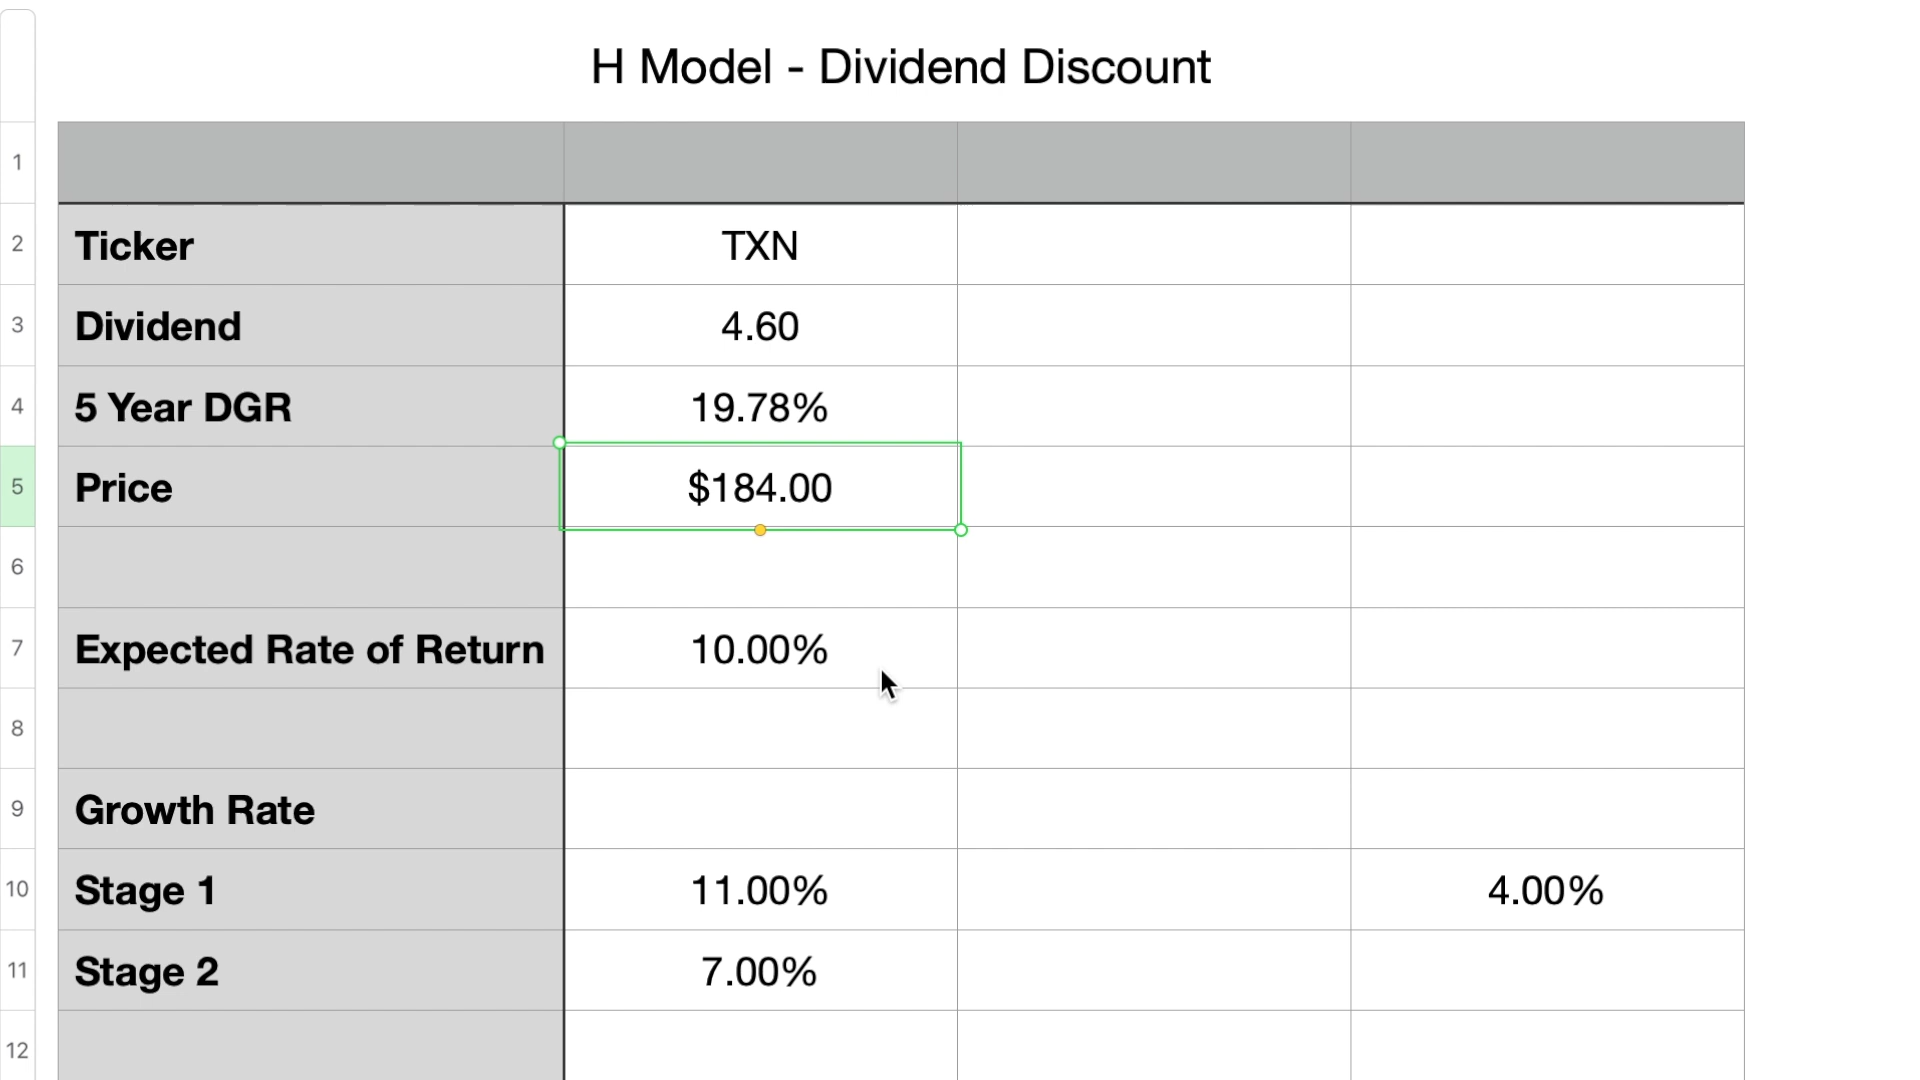 H Model - Dividend Discount
1
2 Ticker TXN
3 Dividend 4.60
4 5 Year DGR 19.78%
5 Price $184.00
6
7 Expected Rate of Return 10.00%
8
9 Growth Rate
10 Stage 1 11.00% 4.00%
11 Stage 2 7.00%
12